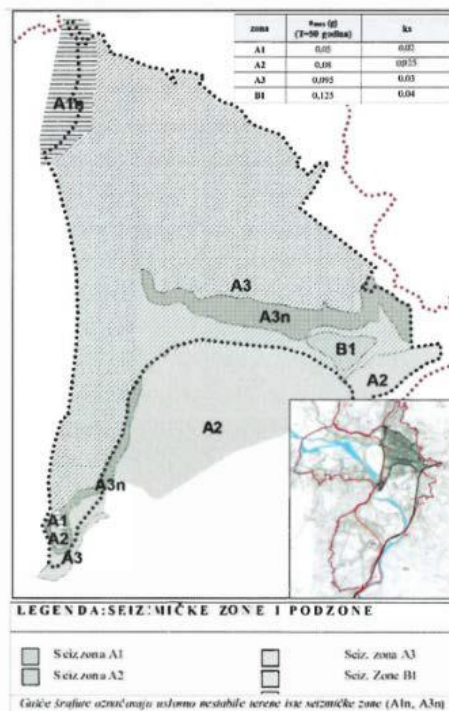 zona a max (g) (T=50 godina) ks
A1 0,05 0,02
A2 0,08 0,025
A3 0,095 0,03
B1 0,125 0,04
A1n
A3
A3n
B1
A2
A2
A3n
A1
A2
A3
LEGENDA:SEIZMIČKE ZONE I PODZONE
Seiz.zona A1 Seiz. zona A3
Seiz.zona A2 Seiz. Zone B1
Gušće šrafure označavaju uslovno nestabilne terene iste seizmičke zone (A1n, A3n)